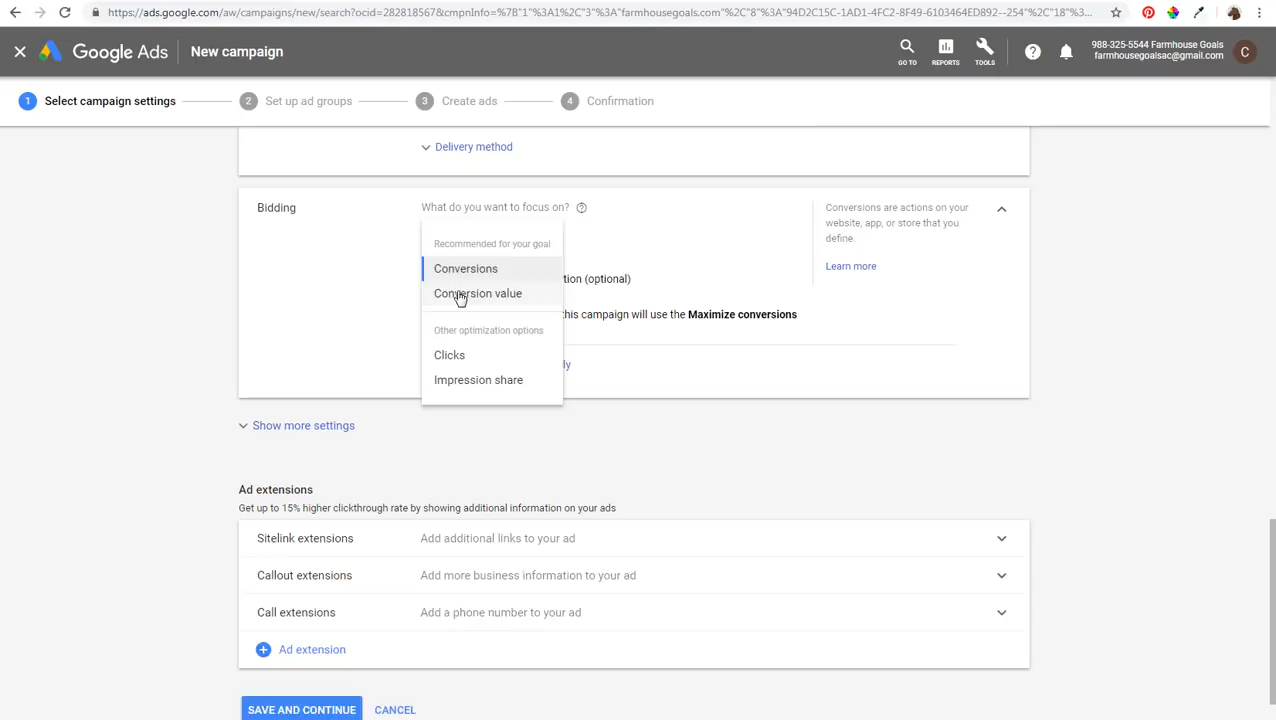 https://ads.google.com/aw/campaigns/new/search?ocid=282818567&cmpnInfo=%7B"1"%3A1%2C"3"%3A"farmhousegoals.com"%2C"8"%3A"94D2C15C-1AD1-4FC2-8F49-6103464ED892--254"%2C"18"%3...
Google Ads
New campaign
GO TO
REPORTS
TOOLS
988-325-5544 Farmhouse Goals
farmhousegoalsac@gmail.com
C
1 Select campaign settings
2 Set up ad groups
3 Create ads
4 Confirmation
Delivery method
Bidding
What do you want to focus on?
Recommended for your goal
Conversions
Conversion value
Other optimization options
Clicks
Impression share
tion (optional)
this campaign will use the Maximize conversions
ly
Conversions are actions on your
website, app, or store that you
define.
Learn more
Show more settings
Ad extensions
Get up to 15% higher clickthrough rate by showing additional information on your ads
Sitelink extensions Add additional links to your ad
Callout extensions Add more business information to your ad
Call extensions Add a phone number to your ad
Ad extension
SAVE AND CONTINUE
CANCEL